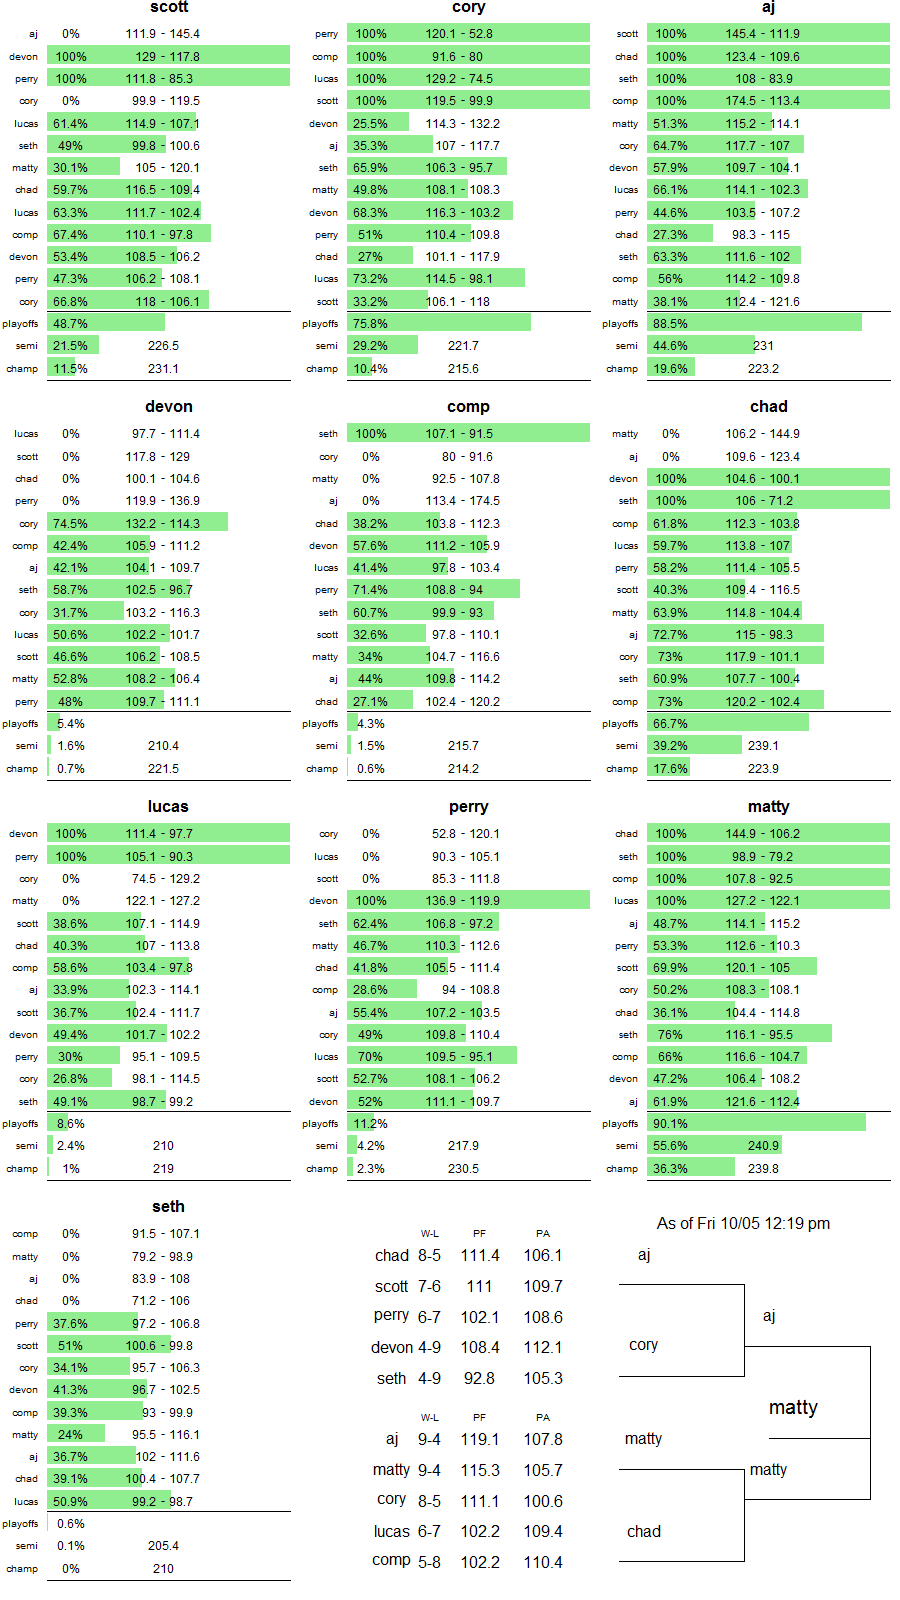 scott
aj 0% 111.9 - 145.4
devon 100% 129 - 117.8
perry 100% 111.8 - 85.3
cory 0% 99.9 - 119.5
lucas 61.4% 114.9 - 107.1
seth 49% 99.8 - 100.6
matty 30.1% 105 - 120.1
chad 59.7% 116.5 - 109.4
lucas 63.3% 111.7 - 102.4
comp 67.4% 110.1 - 97.8
devon 53.4% 108.5 - 106.2
perry 47.3% 106.2 - 108.1
cory 66.8% 118 - 106.1
playoffs 48.7%
semi 21.5% 226.5
champ 11.5% 231.1
cory
perry 100% 120.1 - 52.8
comp 100% 91.6 - 80
lucas 100% 129.2 - 74.5
scott 100% 119.5 - 99.9
devon 25.5% 114.3 - 132.2
aj 35.3% 107 - 117.7
seth 65.9% 106.3 - 95.7
matty 49.8% 108.1 - 108.3
devon 68.3% 116.3 - 103.2
perry 51% 110.4 - 109.8
chad 27% 101.1 - 117.9
lucas 73.2% 114.5 - 98.1
scott 33.2% 106.1 - 118
playoffs 75.8%
semi 29.2% 221.7
champ 10.4% 215.6
aj
scott 100% 145.4 - 111.9
chad 100% 123.4 - 109.6
seth 100% 108 - 83.9
comp 100% 174.5 - 113.4
matty 51.3% 115.2 - 114.1
cory 64.7% 117.7 - 107
devon 57.9% 109.7 - 104.1
lucas 66.1% 114.1 - 102.3
perry 44.6% 103.5 - 107.2
chad 27.3% 98.3 - 115
seth 63.3% 111.6 - 102
comp 56% 114.2 - 109.8
matty 38.1% 112.4 - 121.6
playoffs 88.5%
semi 44.6% 231
champ 19.6% 223.2
devon
lucas 0% 97.7 - 111.4
scott 0% 117.8 - 129
chad 0% 100.1 - 104.6
perry 0% 119.9 - 136.9
cory 74.5% 132.2 - 114.3
comp 42.4% 105.9 - 111.2
aj 42.1% 104.1 - 109.7
seth 58.7% 102.5 - 96.7
cory 31.7% 103.2 - 116.3
lucas 50.6% 102.2 - 101.7
scott 46.6% 106.2 - 108.5
matty 52.8% 108.2 - 106.4
perry 48% 109.7 - 111.1
playoffs 5.4%
semi 1.6% 210.4
champ 0.7% 221.5
comp
seth 100% 107.1 - 91.5
cory 0% 80 - 91.6
matty 0% 92.5 - 107.8
aj 0% 113.4 - 174.5
chad 38.2% 103.8 - 112.3
devon 57.6% 111.2 - 105.9
lucas 41.4% 97.8 - 103.4
perry 71.4% 108.8 - 94
seth 60.7% 99.9 - 93
scott 32.6% 97.8 - 110.1
matty 34% 104.7 - 116.6
aj 44% 109.8 - 114.2
chad 27.1% 102.4 - 120.2
playoffs 4.3%
semi 1.5% 215.7
champ 0.6% 214.2
chad
matty 0% 106.2 - 144.9
aj 0% 109.6 - 123.4
devon 100% 104.6 - 100.1
seth 100% 106 - 71.2
comp 61.8% 112.3 - 103.8
lucas 59.7% 113.8 - 107
perry 58.2% 111.4 - 105.5
scott 40.3% 109.4 - 116.5
matty 63.9% 114.8 - 104.4
aj 72.7% 115 - 98.3
cory 73% 117.9 - 101.1
seth 60.9% 107.7 - 100.4
comp 73% 120.2 - 102.4
playoffs 66.7%
semi 39.2% 239.1
champ 17.6% 223.9
lucas
devon 100% 111.4 - 97.7
perry 100% 105.1 - 90.3
cory 0% 74.5 - 129.2
matty 0% 122.1 - 127.2
scott 38.6% 107.1 - 114.9
chad 40.3% 107 - 113.8
comp 58.6% 103.4 - 97.8
aj 33.9% 102.3 - 114.1
scott 36.7% 102.4 - 111.7
devon 49.4% 101.7 - 102.2
perry 30% 95.1 - 109.5
cory 26.8% 98.1 - 114.5
seth 49.1% 98.7 - 99.2
playoffs 8.6%
semi 2.4% 210
champ 1% 219
perry
cory 0% 52.8 - 120.1
lucas 0% 90.3 - 105.1
scott 0% 85.3 - 111.8
devon 100% 136.9 - 119.9
seth 62.4% 106.8 - 97.2
matty 46.7% 110.3 - 112.6
chad 41.8% 105.5 - 111.4
comp 28.6% 94 - 108.8
aj 55.4% 107.2 - 103.5
cory 49% 109.8 - 110.4
lucas 70% 109.5 - 95.1
scott 52.7% 108.1 - 106.2
devon 52% 111.1 - 109.7
playoffs 11.2%
semi 4.2% 217.9
champ 2.3% 230.5
matty
chad 100% 144.9 - 106.2
seth 100% 98.9 - 79.2
comp 100% 107.8 - 92.5
lucas 100% 127.2 - 122.1
aj 48.7% 114.1 - 115.2
perry 53.3% 112.6 - 110.3
scott 69.9% 120.1 - 105
cory 50.2% 108.3 - 108.1
chad 36.1% 104.4 - 114.8
seth 76% 116.1 - 95.5
comp 66% 116.6 - 104.7
devon 47.2% 106.4 - 108.2
aj 61.9% 121.6 - 112.4
playoffs 90.1%
semi 55.6% 240.9
champ 36.3% 239.8
seth
comp 0% 91.5 - 107.1
matty 0% 79.2 - 98.9
aj 0% 83.9 - 108
chad 0% 71.2 - 106
perry 37.6% 97.2 - 106.8
scott 51% 100.6 - 99.8
cory 34.1% 95.7 - 106.3
devon 41.3% 96.7 - 102.5
comp 39.3% 93 - 99.9
matty 24% 95.5 - 116.1
aj 36.7% 102 - 111.6
chad 39.1% 100.4 - 107.7
lucas 50.9% 99.2 - 98.7
playoffs 0.6%
semi 0.1% 205.4
champ 0% 210
W-L PF PA
chad 8-5 111.4 106.1
scott 7-6 111 109.7
perry 6-7 102.1 108.6
devon 4-9 108.4 112.1
seth 4-9 92.8 105.3
W-L PF PA
aj 9-4 119.1 107.8
matty 9-4 115.3 105.7
cory 8-5 111.1 100.6
lucas 6-7 102.2 109.4
comp 5-8 102.2 110.4
As of Fri 10/05 12:19 pm
aj
aj
cory
matty
matty
matty
chad